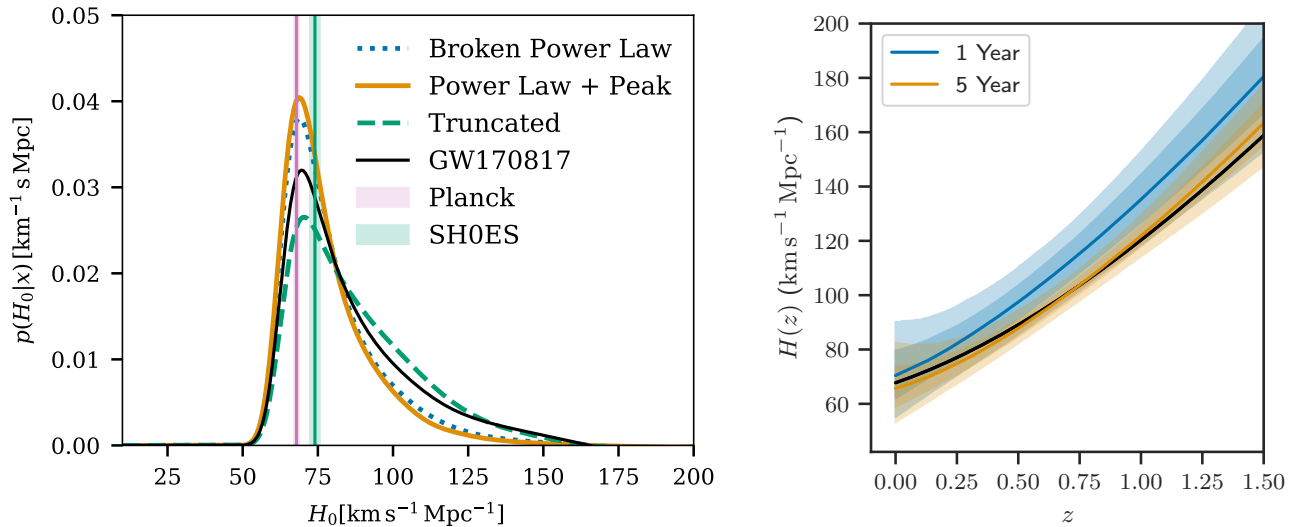 0.05
0.04
0.03
0.02
0.01
0.00
p(H₀|x) [km⁻¹ s Mpc]
Broken Power Law
Power Law + Peak
Truncated
GW170817
Planck
SH0ES
25 50 75 100 125 150 175 200
H₀[km s⁻¹ Mpc⁻¹]
200
180
160
140
120
100
80
60
H(z) (km s⁻¹ Mpc⁻¹)
1 Year
5 Year
0.00 0.25 0.50 0.75 1.00 1.25 1.50
z